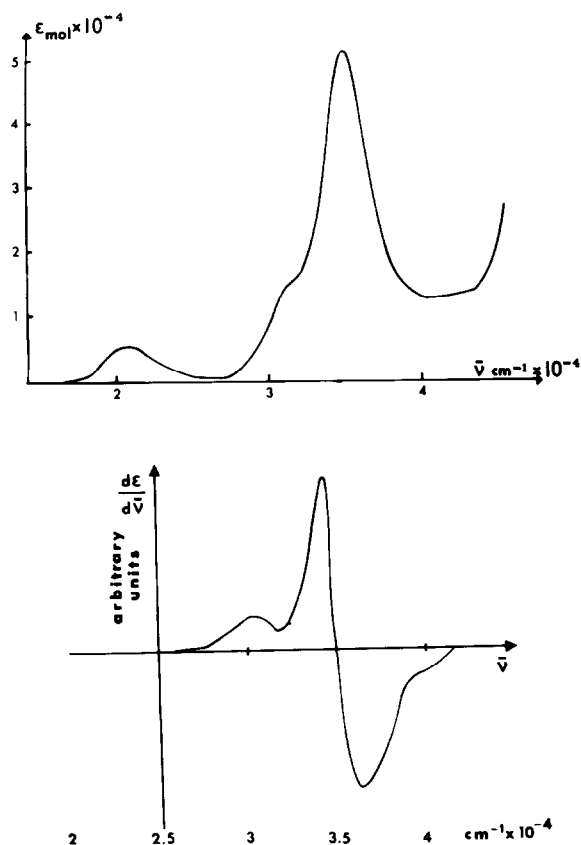 ε_mol × 10⁻⁴
5
4
3
2
1
2 3 4
ν̄ cm⁻¹ × 10⁻⁴
dε
dν̄
arbitrary
units
ν̄
2 2.5 3 3.5 4 cm⁻¹ x 10⁻⁴